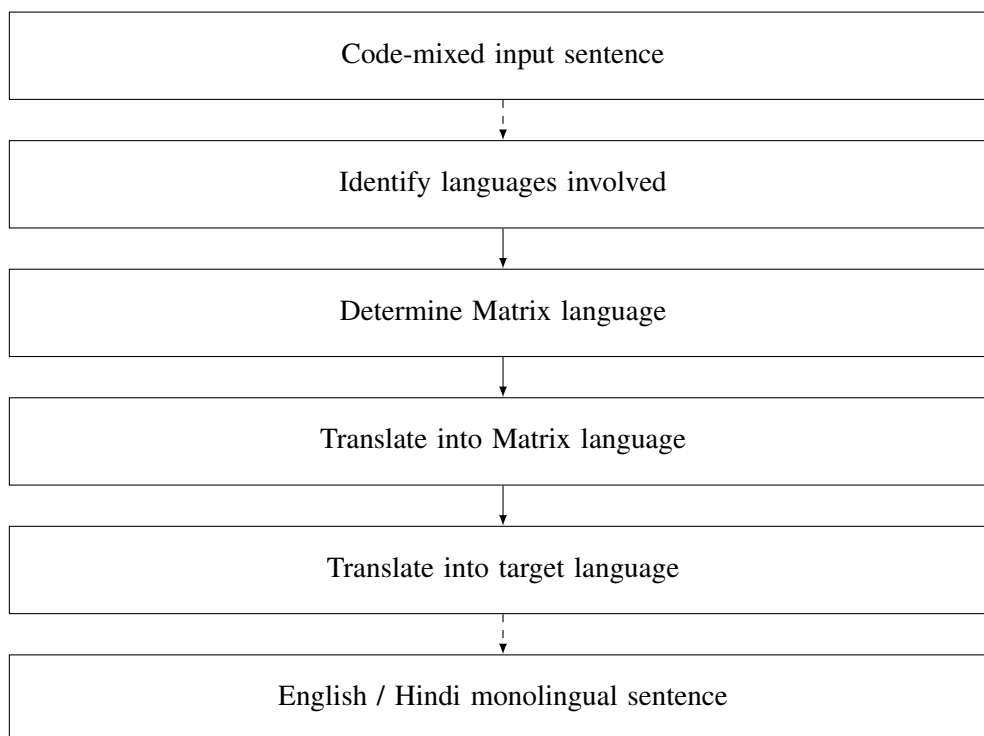 Code-mixed input sentence
Identify languages involved
Determine Matrix language
Translate into Matrix language
Translate into target language
English / Hindi monolingual sentence